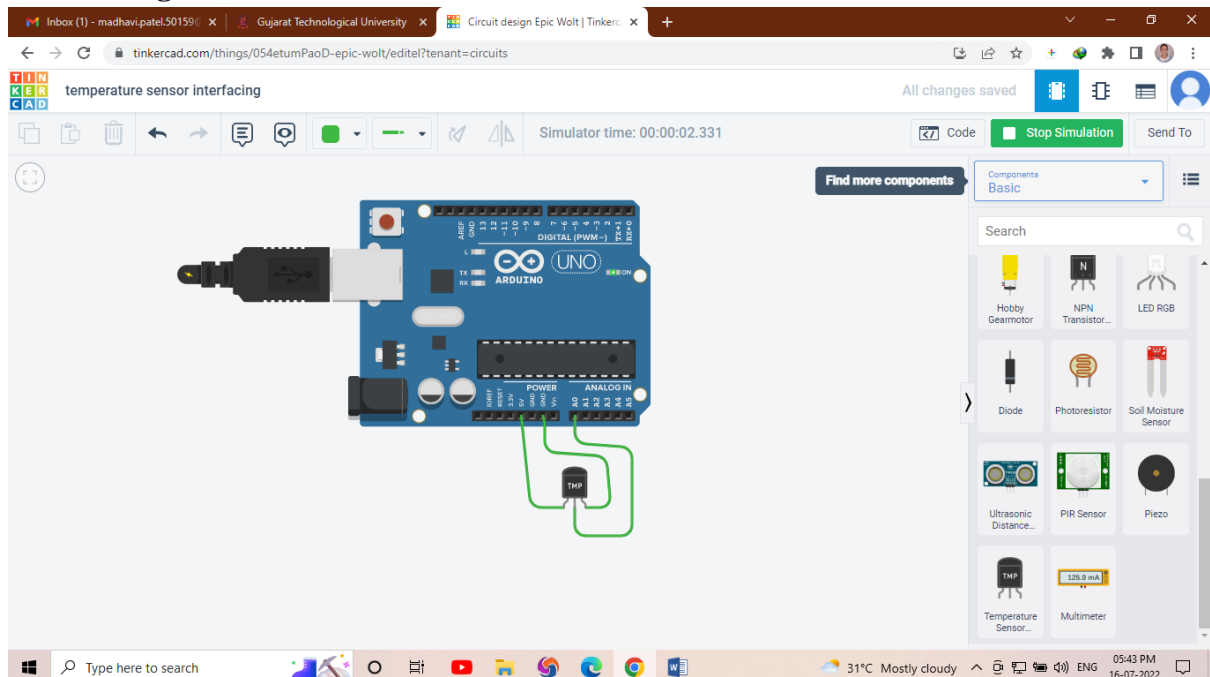 Inbox (1) - madhavi.patel.50159
Gujarat Technological University
Circuit design Epic Wolt | Tinkerc
tinkercad.com/things/054etumPaoD-epic-wolt/editel?tenant=circuits
TIN
KER
CAD
temperature sensor interfacing
All changes saved
Simulator time: 00:00:02.331
Code
Stop Simulation
Send To
Find more components
Components
Basic
Search
AREF
GND
13
12
~11
~10
~9
8
7
~6
~5
4
~3
2
TX→1
RX←0
DIGITAL (PWM~)
L
TX
RX
ARDUINO
UNO
ON
POWER
ANALOG IN
IOREF
RESET
3.3V
5V
GND
GND
Vin
A0
A1
A2
A3
A4
A5
TMP
N
Hobby
Gearmotor
NPN
Transistor...
LED RGB
Diode
Photoresistor
Soil Moisture
Sensor
Ultrasonic
Distance...
PIR Sensor
Piezo
TMP
125.0 mA
Temperature
Sensor...
Multimeter
Type here to search
31°C Mostly cloudy
ENG
05:43 PM
16-07-2022